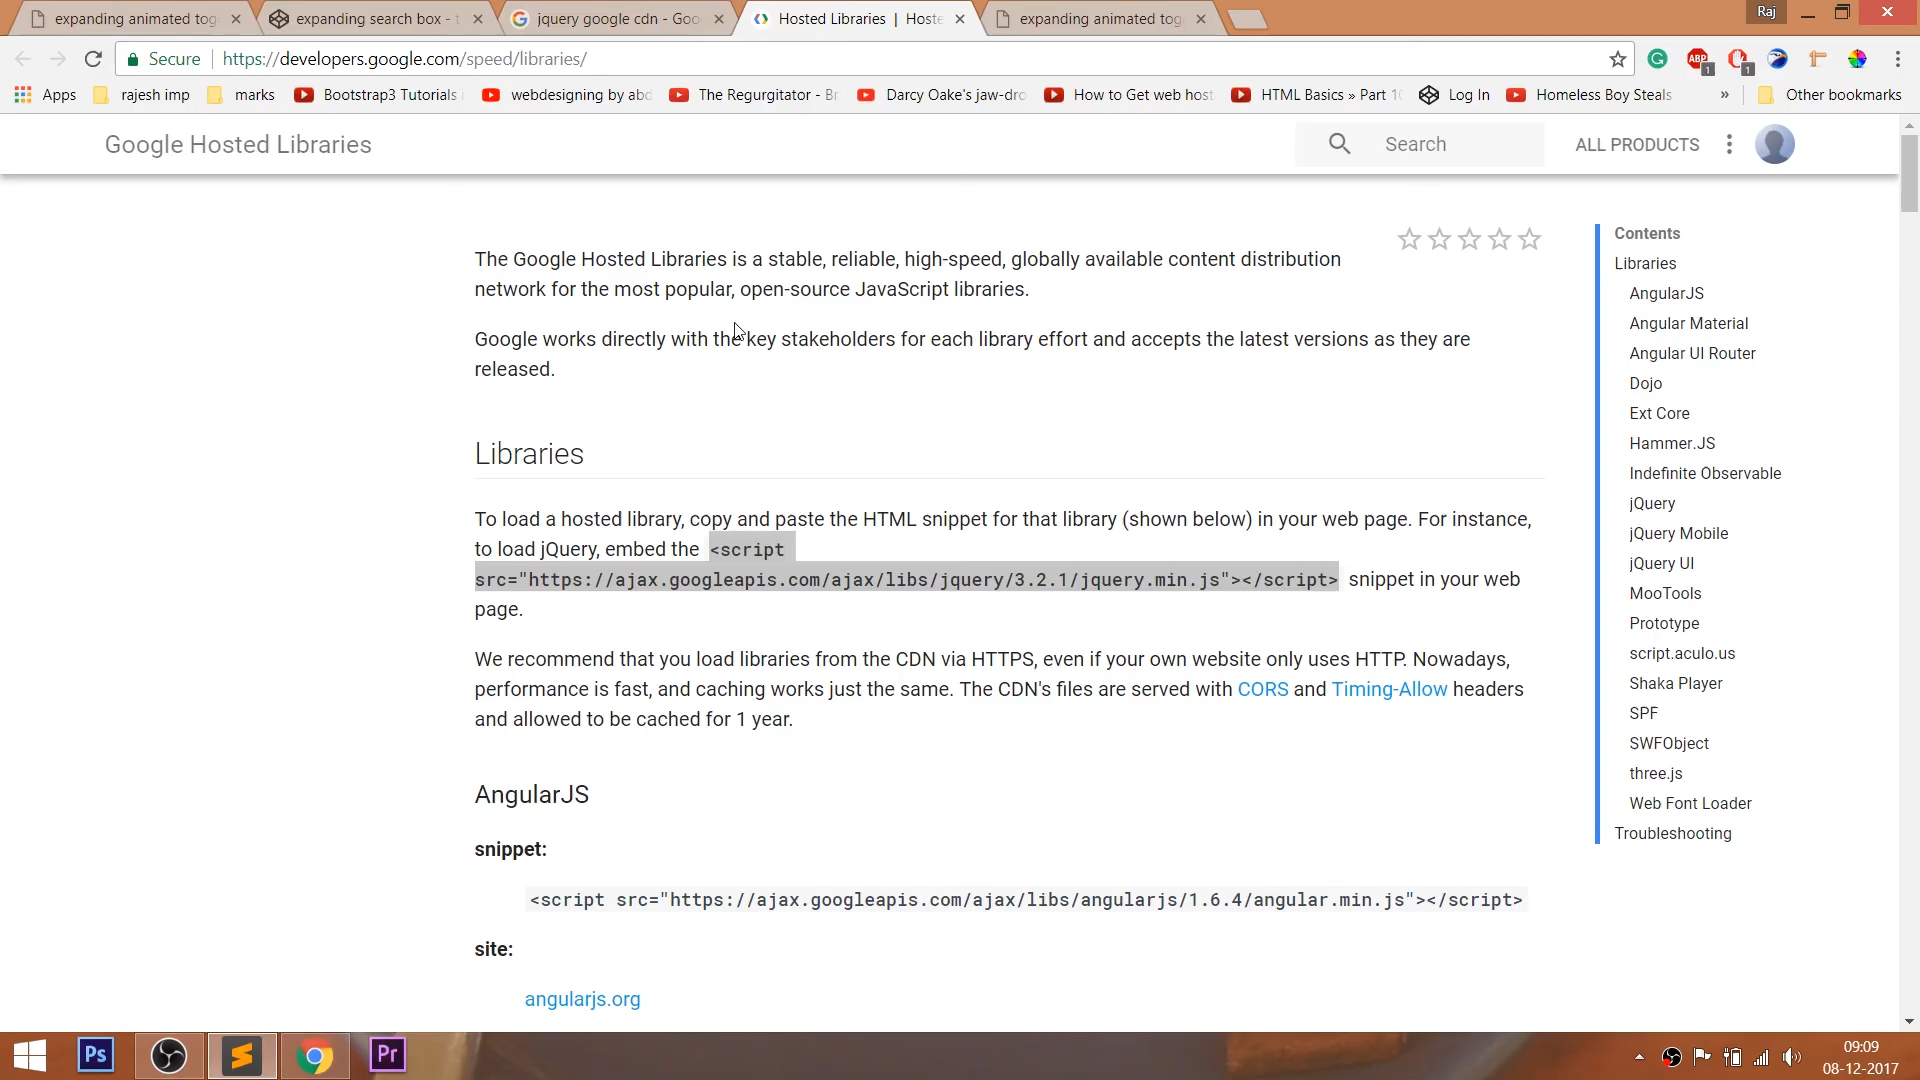 expanding animated tog
expanding search box - t
jquery google cdn - Goo
Hosted Libraries | Hoste
expanding animated tog
Raj
Secure
https://developers.google.com/speed/libraries/
Apps
rajesh imp
marks
Bootstrap3 Tutorials
webdesigning by abd
The Regurgitator - Br
Darcy Oake's jaw-dro
How to Get web host
HTML Basics » Part 10
Log In
Homeless Boy Steals
»
Other bookmarks
ABP
1
1
Google Hosted Libraries
Search
ALL PRODUCTS
The Google Hosted Libraries is a stable, reliable, high-speed, globally available content distribution
network for the most popular, open-source JavaScript libraries.
Google works directly with the key stakeholders for each library effort and accepts the latest versions as they are
released.
Libraries
To load a hosted library, copy and paste the HTML snippet for that library (shown below) in your web page. For instance,
to load jQuery, embed the <script
src="https://ajax.googleapis.com/ajax/libs/jquery/3.2.1/jquery.min.js"></script> snippet in your web
page.
We recommend that you load libraries from the CDN via HTTPS, even if your own website only uses HTTP. Nowadays,
performance is fast, and caching works just the same. The CDN's files are served with CORS and Timing-Allow headers
and allowed to be cached for 1 year.
AngularJS
snippet:
<script src="https://ajax.googleapis.com/ajax/libs/angularjs/1.6.4/angular.min.js"></script>
site:
angularjs.org
Contents
Libraries
AngularJS
Angular Material
Angular UI Router
Dojo
Ext Core
Hammer.JS
Indefinite Observable
jQuery
jQuery Mobile
jQuery UI
MooTools
Prototype
script.aculo.us
Shaka Player
SPF
SWFObject
three.js
Web Font Loader
Troubleshooting
Ps
Pr
09:09
08-12-2017